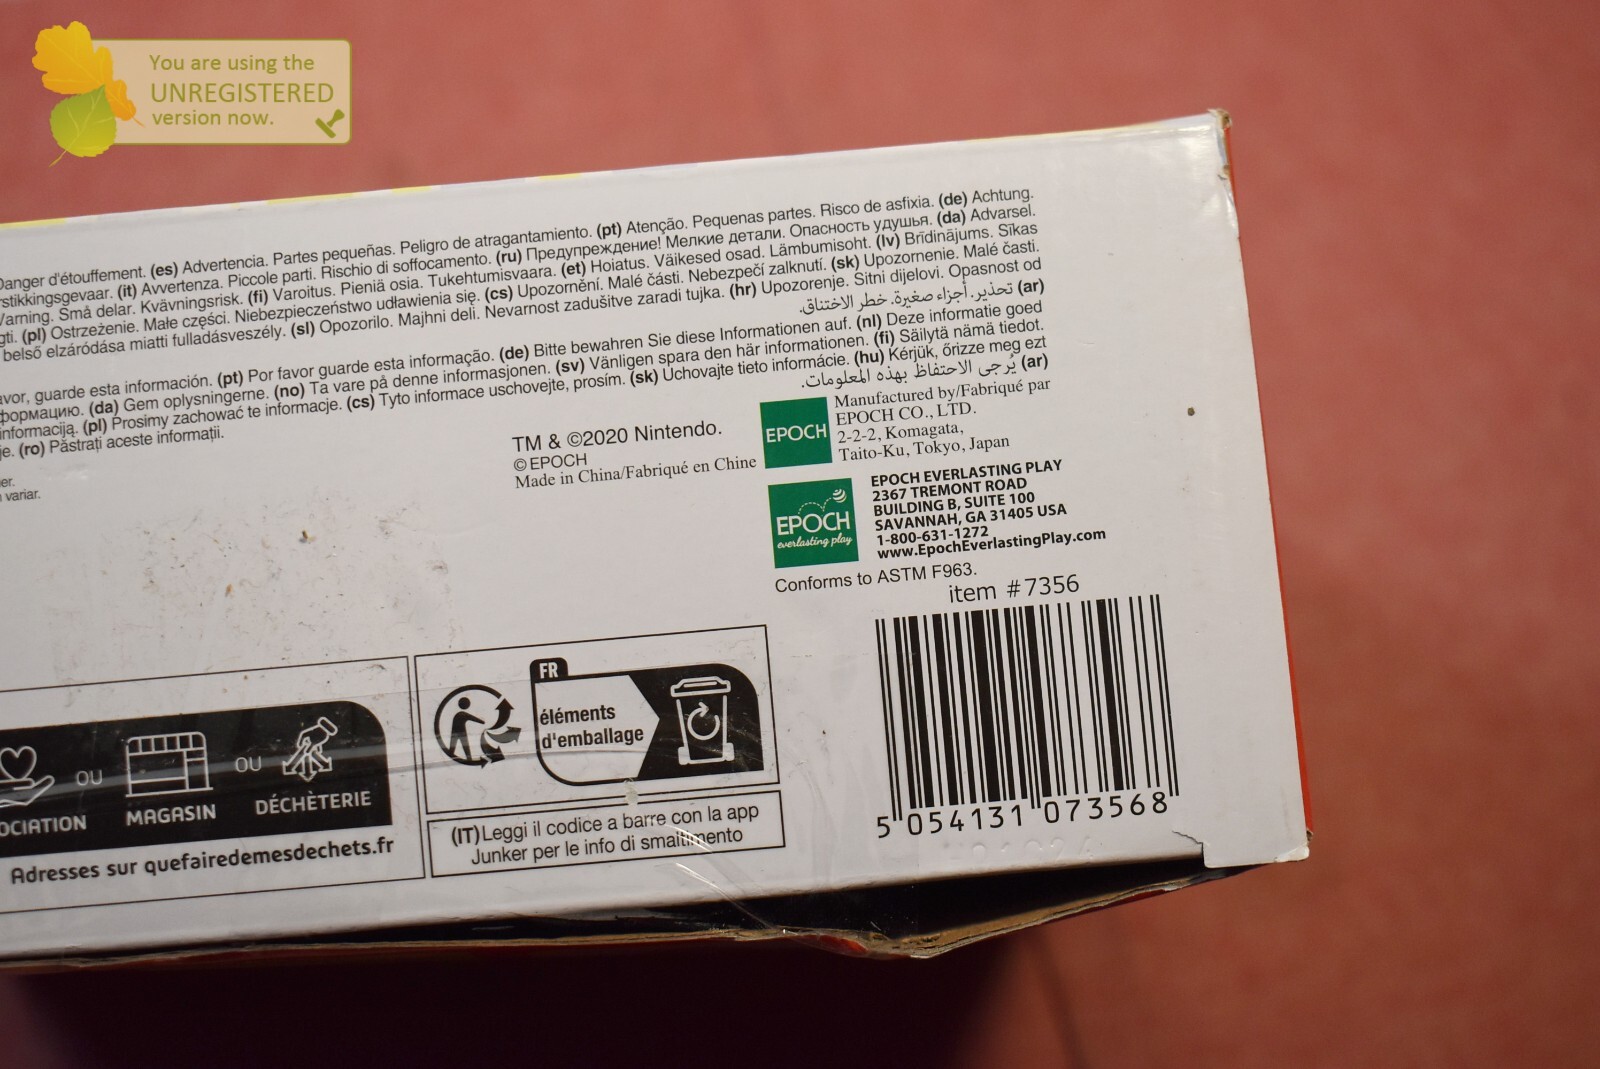 You are using the
UNREGISTERED
version now.
Danger d'étouffement. (es) Advertencia. Partes pequeñas. Peligro de atragantamiento. (pt) Atenção. Pequenas partes. Risco de asfixia. (de) Achtung.
rstikkingsgevaar. (it) Avvertenza. Piccole parti. Rischio di soffocamento. (ru) Предупреждение! Мелкие детали. Опасность удушья. (da) Advarsel.
Varning. Små delar. Kvävningsrisk. (fi) Varoitus. Pieniä osia. Tukehtumisvaara. (et) Hoiatus. Väikesed osad. Lämbumisoht. (lv) Brīdinājums. Sīkas
gti. (pl) Ostrzeżenie. Małe części. Niebezpieczeństwo udławienia się. (cs) Upozornění. Malé části. Nebezpečí zalknutí. (sk) Upozornenie. Malé časti.
belső elzáródása miatti fulladásveszély. (sl) Opozorilo. Majhni deli. Nevarnost zadušitve zaradi tujka. (hr) Upozorenje. Sitni dijelovi. Opasnost od
(ar) تحذير. أجزاء صغيرة. خطر الاختناق.
avor, guarde esta información. (pt) Por favor guarde esta informação. (de) Bitte bewahren Sie diese Informationen auf. (nl) Deze informatie goed
формацию. (da) Gem oplysningerne. (no) Ta vare på denne informasjonen. (sv) Vänligen spara den här informationen. (fi) Säilytä nämä tiedot.
informaciją. (pl) Prosimy zachować te informacje. (cs) Tyto informace uschovejte, prosím. (sk) Uchovajte tieto informácie. (hu) Kérjük, őrizze meg ezt
je. (ro) Păstrați aceste informații.
(ar) يُرجى الاحتفاظ بهذه المعلومات.
er.
variar.
TM & ©2020 Nintendo.
©EPOCH
Made in China/Fabriqué en Chine
EPOCH
Manufactured by/Fabriqué par
EPOCH CO., LTD.
2-2-2, Komagata,
Taito-Ku, Tokyo, Japan
EPOCH
everlasting play
EPOCH EVERLASTING PLAY
2367 TREMONT ROAD
BUILDING B, SUITE 100
SAVANNAH, GA 31405 USA
1-800-631-1272
www.EpochEverlastingPlay.com
Conforms to ASTM F963.
item #7356
5 054131 073568
FR
éléments
d'emballage
(IT)Leggi il codice a barre con la app
Junker per le info di smaltimento
OU
OU
OCIATION
MAGASIN
DÉCHÈTERIE
Adresses sur quefairedemesdechets.fr